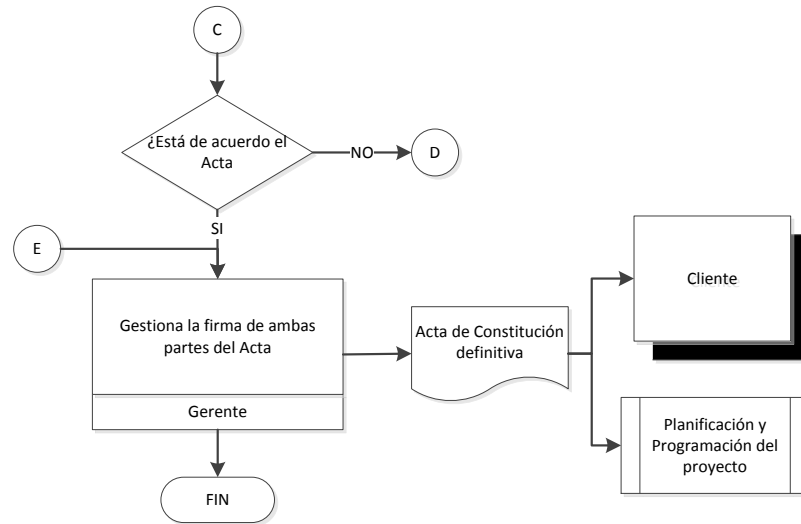 C
¿Está de acuerdo el
Acta
NO
D
SI
E
Gestiona la firma de ambas
partes del Acta
Gerente
FIN
Acta de Constitución
definitiva
Cliente
Planificación y
Programación del
proyecto